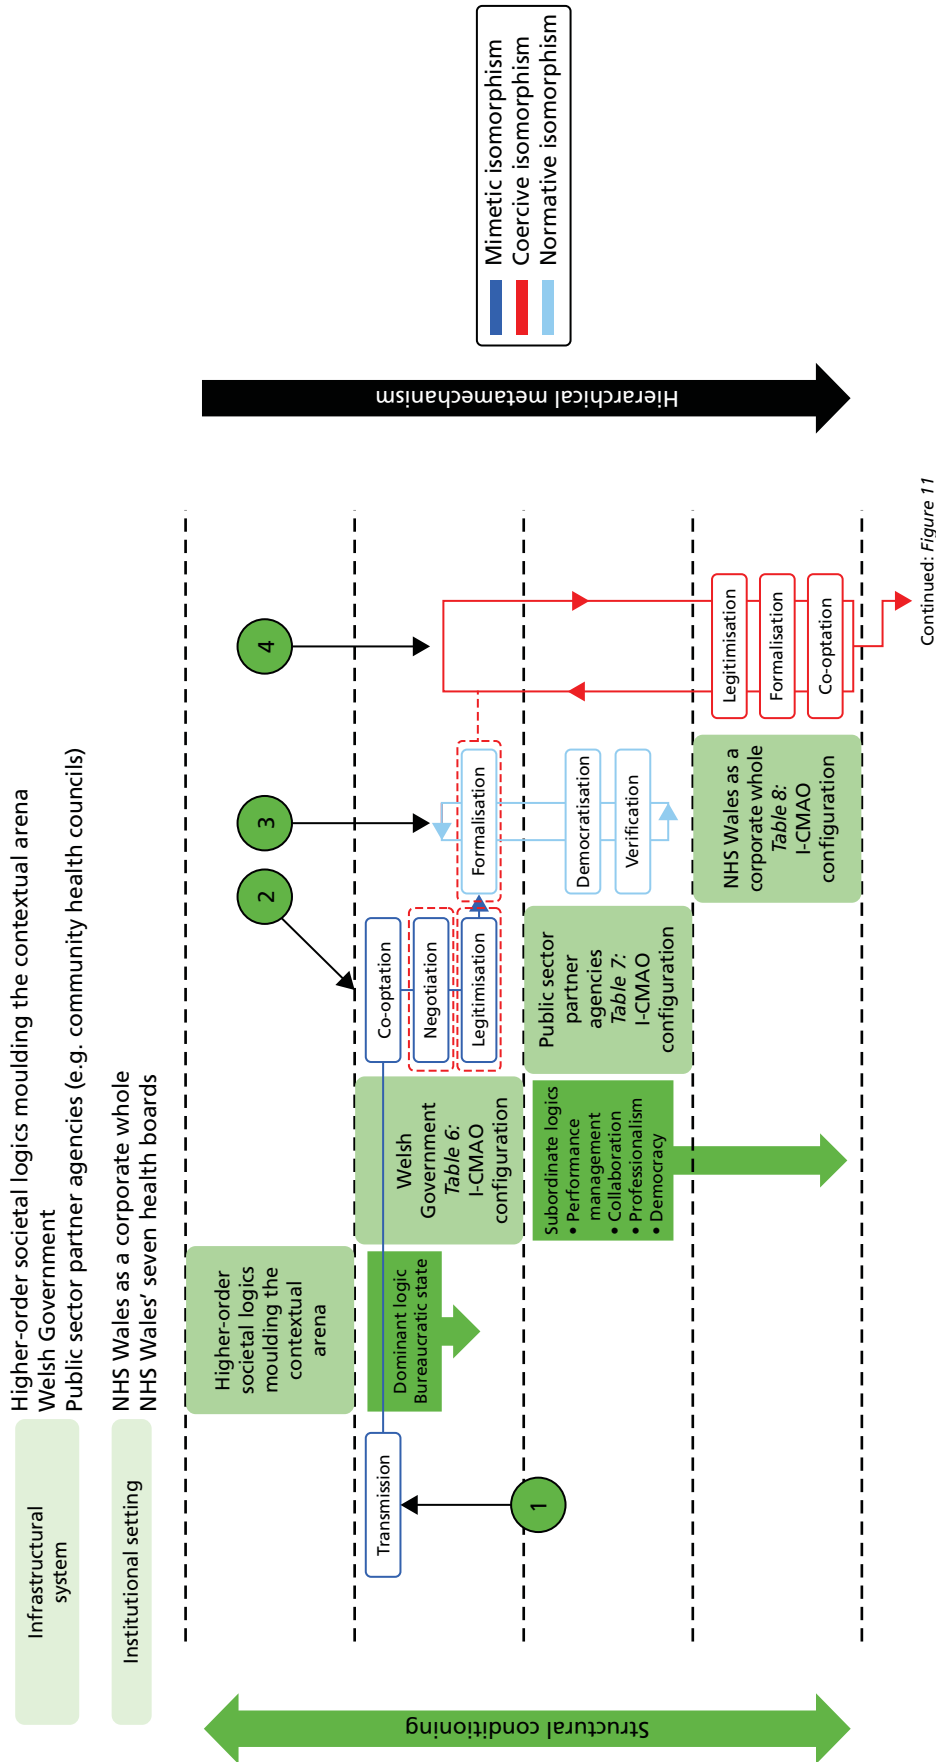 Infrastructural
system
Higher-order societal logics moulding the contextual arena
Welsh Government
Public sector partner agencies (e.g. community health councils)
Institutional setting
NHS Wales as a corporate whole
NHS Wales' seven health boards
Structural conditioning
Transmission
1
Higher-order
societal logics
moulding the
contextual
arena
Dominant logic
Bureaucratic state
Welsh
Government
Table 6:
I-CMAO
configuration
Subordinate logics
• Performance
management
• Collaboration
• Professionalism
• Democracy
2
Co-optation
Negotiation
Legitimisation
Public sector
partner
agencies
Table 7:
I-CMAO
configuration
3
Formalisation
Democratisation
Verification
NHS Wales as a
corporate whole
Table 8:
I-CMAO
configuration
4
Legitimisation
Formalisation
Co-optation
Continued: Figure 11
Hierarchical metamechanism
Mimetic isomorphism
Coercive isomorphism
Normative isomorphism